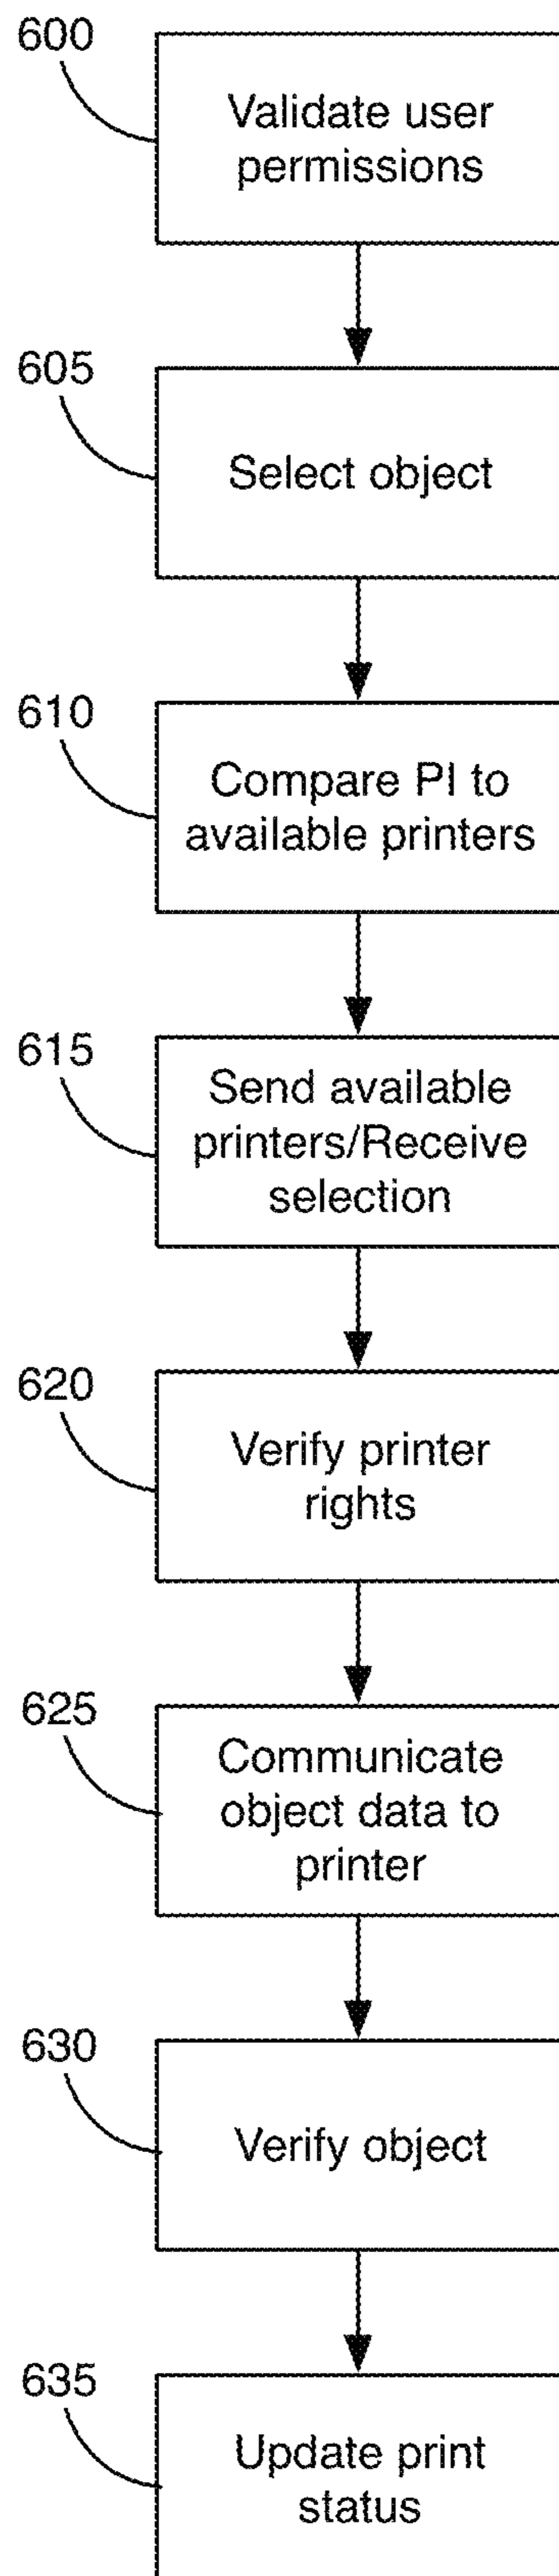 600
Validate user
permissions
605
Select object
610
Compare PI to
available printers
615
Send available
printers/Receive
selection
620
Verify printer
rights
625
Communicate
object data to
printer
630
Verify object
635
Update print
status